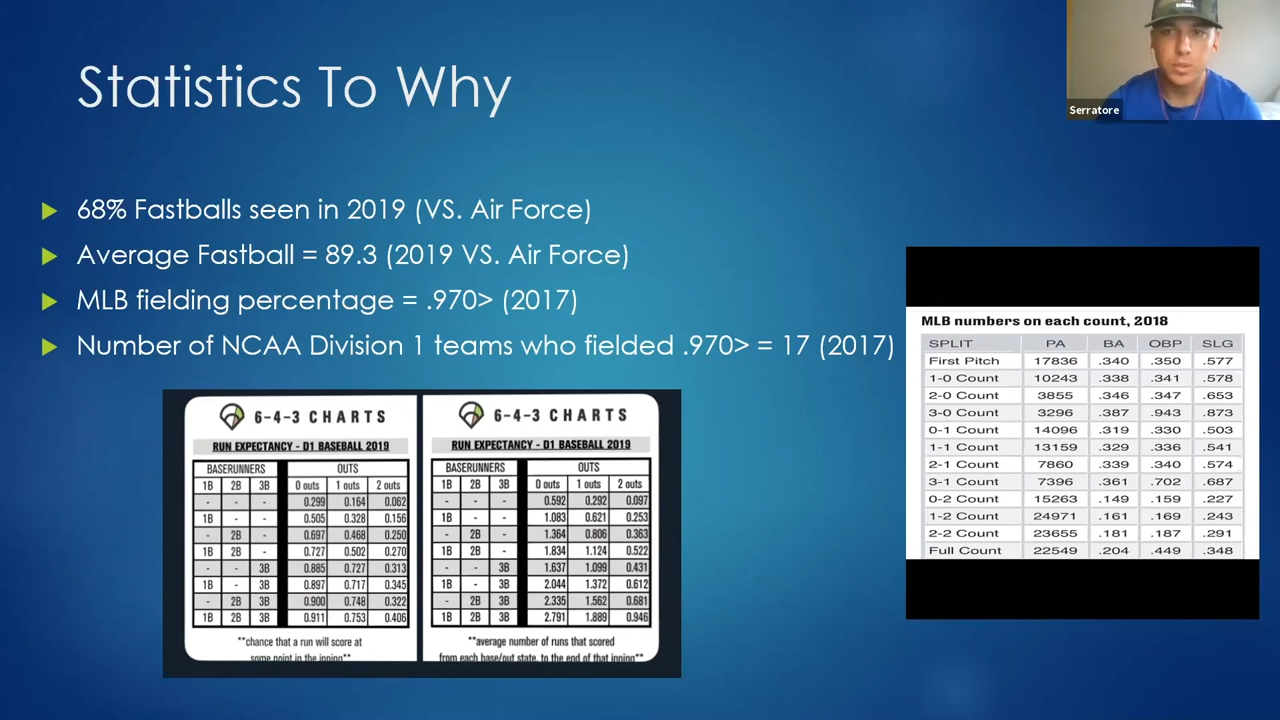 Statistics To Why
Serratore
68% Fastballs seen in 2019 (VS. Air Force)
Average Fastball = 89.3 (2019 VS. Air Force)
MLB fielding percentage = .970> (2017)
Number of NCAA Division 1 teams who fielded .970> = 17 (2017)
6-4-3 CHARTS
RUN EXPECTANCY - D1 BASEBALL 2019
BASERUNNERS OUTS
1B 2B 3B 0 outs 1 outs 2 outs
- - - 0.299 0.164 0.062
1B - - 0.505 0.328 0.156
- 2B - 0.697 0.468 0.250
1B 2B - 0.727 0.502 0.270
- - 3B 0.885 0.727 0.313
1B - 3B 0.897 0.717 0.345
- 2B 3B 0.900 0.748 0.322
1B 2B 3B 0.911 0.753 0.406
**chance that a run will score at
some point in the inning**
6-4-3 CHARTS
RUN EXPECTANCY - D1 BASEBALL 2019
BASERUNNERS OUTS
1B 2B 3B 0 outs 1 outs 2 outs
- - - 0.592 0.292 0.097
1B - - 1.083 0.621 0.253
- 2B - 1.364 0.806 0.363
1B 2B - 1.834 1.124 0.522
- - 3B 1.637 1.099 0.431
1B - 3B 2.044 1.372 0.612
- 2B 3B 2.335 1.562 0.681
1B 2B 3B 2.791 1.889 0.946
**average number of runs that scored
from each base/out state, to the end of that inning**
MLB numbers on each count, 2018
SPLIT PA BA OBP SLG
First Pitch 17836 .340 .350 .577
1-0 Count 10243 .338 .341 .578
2-0 Count 3855 .346 .347 .653
3-0 Count 3296 .387 .943 .873
0-1 Count 14096 .319 .330 .503
1-1 Count 13159 .329 .336 .541
2-1 Count 7860 .339 .340 .574
3-1 Count 7396 .361 .702 .687
0-2 Count 15263 .149 .159 .227
1-2 Count 24971 .161 .169 .243
2-2 Count 23655 .181 .187 .291
Full Count 22549 .204 .449 .348